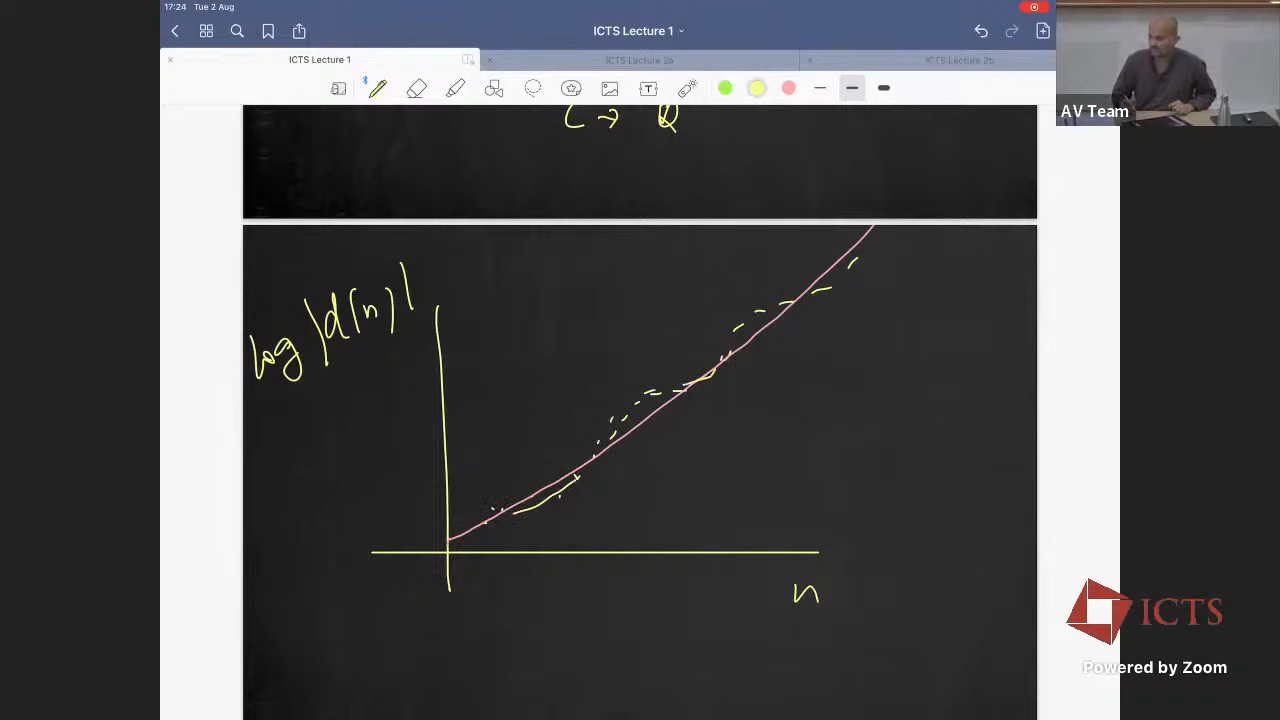 17:24 Tue 2 Aug
ICTS Lecture 1
ICTS Lecture 1
ICTS Lecture 2a
ICTS Lecture 2b
AV Team
C → Q
log |d(n)|
n
ICTS
Powered by Zoom